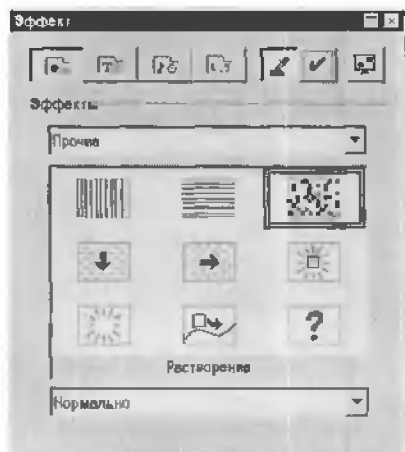 Эффект
Эффекты
Прочие
?
Растворение
Нормально